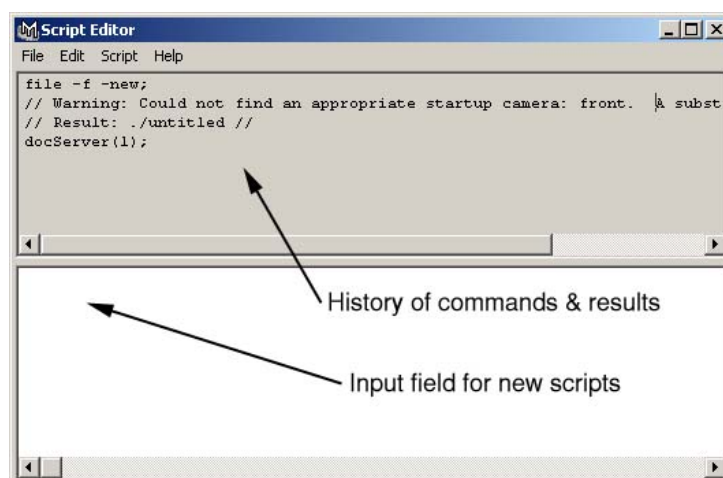 Script Editor
File Edit Script Help
file -f -new;
// Warning: Could not find an appropriate startup camera: front.  A subst
// Result: ./untitled //
docServer(1);
History of commands & results
Input field for new scripts